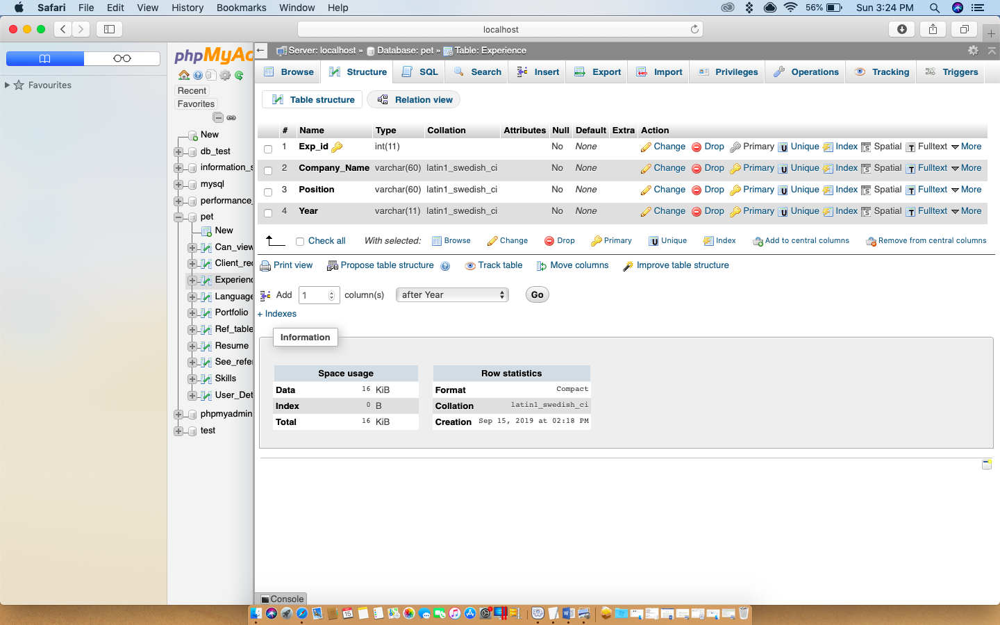 Safari File Edit View History Bookmarks Window Help 56% Sun 3:24 PM
localhost
Favourites
phpMyAd
Recent
Favorites
New
db_test
information_s
mysql
performance_
pet
New
Can_view
Client_rec
Experienc
Language
Portfolio
Ref_table
Resume
See_refer
Skills
User_Det
phpmyadmin
test
Server: localhost » Database: pet » Table: Experience
Browse Structure SQL Search Insert Export Import Privileges Operations Tracking Triggers
Table structure Relation view
# Name Type Collation Attributes Null Default Extra Action
1 Exp_id int(11) No None Change Drop Primary Unique Index Spatial Fulltext More
2 Company_Name varchar(60) latin1_swedish_ci No None Change Drop Primary Unique Index Spatial Fulltext More
3 Position varchar(60) latin1_swedish_ci No None Change Drop Primary Unique Index Spatial Fulltext More
4 Year varchar(11) latin1_swedish_ci No None Change Drop Primary Unique Index Spatial Fulltext More
Check all With selected: Browse Change Drop Primary Unique Index Add to central columns Remove from central columns
Print view Propose table structure Track table Move columns Improve table structure
Add 1 column(s) after Year Go
+ Indexes
Information
Space usage
Data 16 KiB
Index 0 B
Total 16 KiB
Row statistics
Format Compact
Collation latin1_swedish_ci
Creation Sep 15, 2019 at 02:18 PM
Console
15